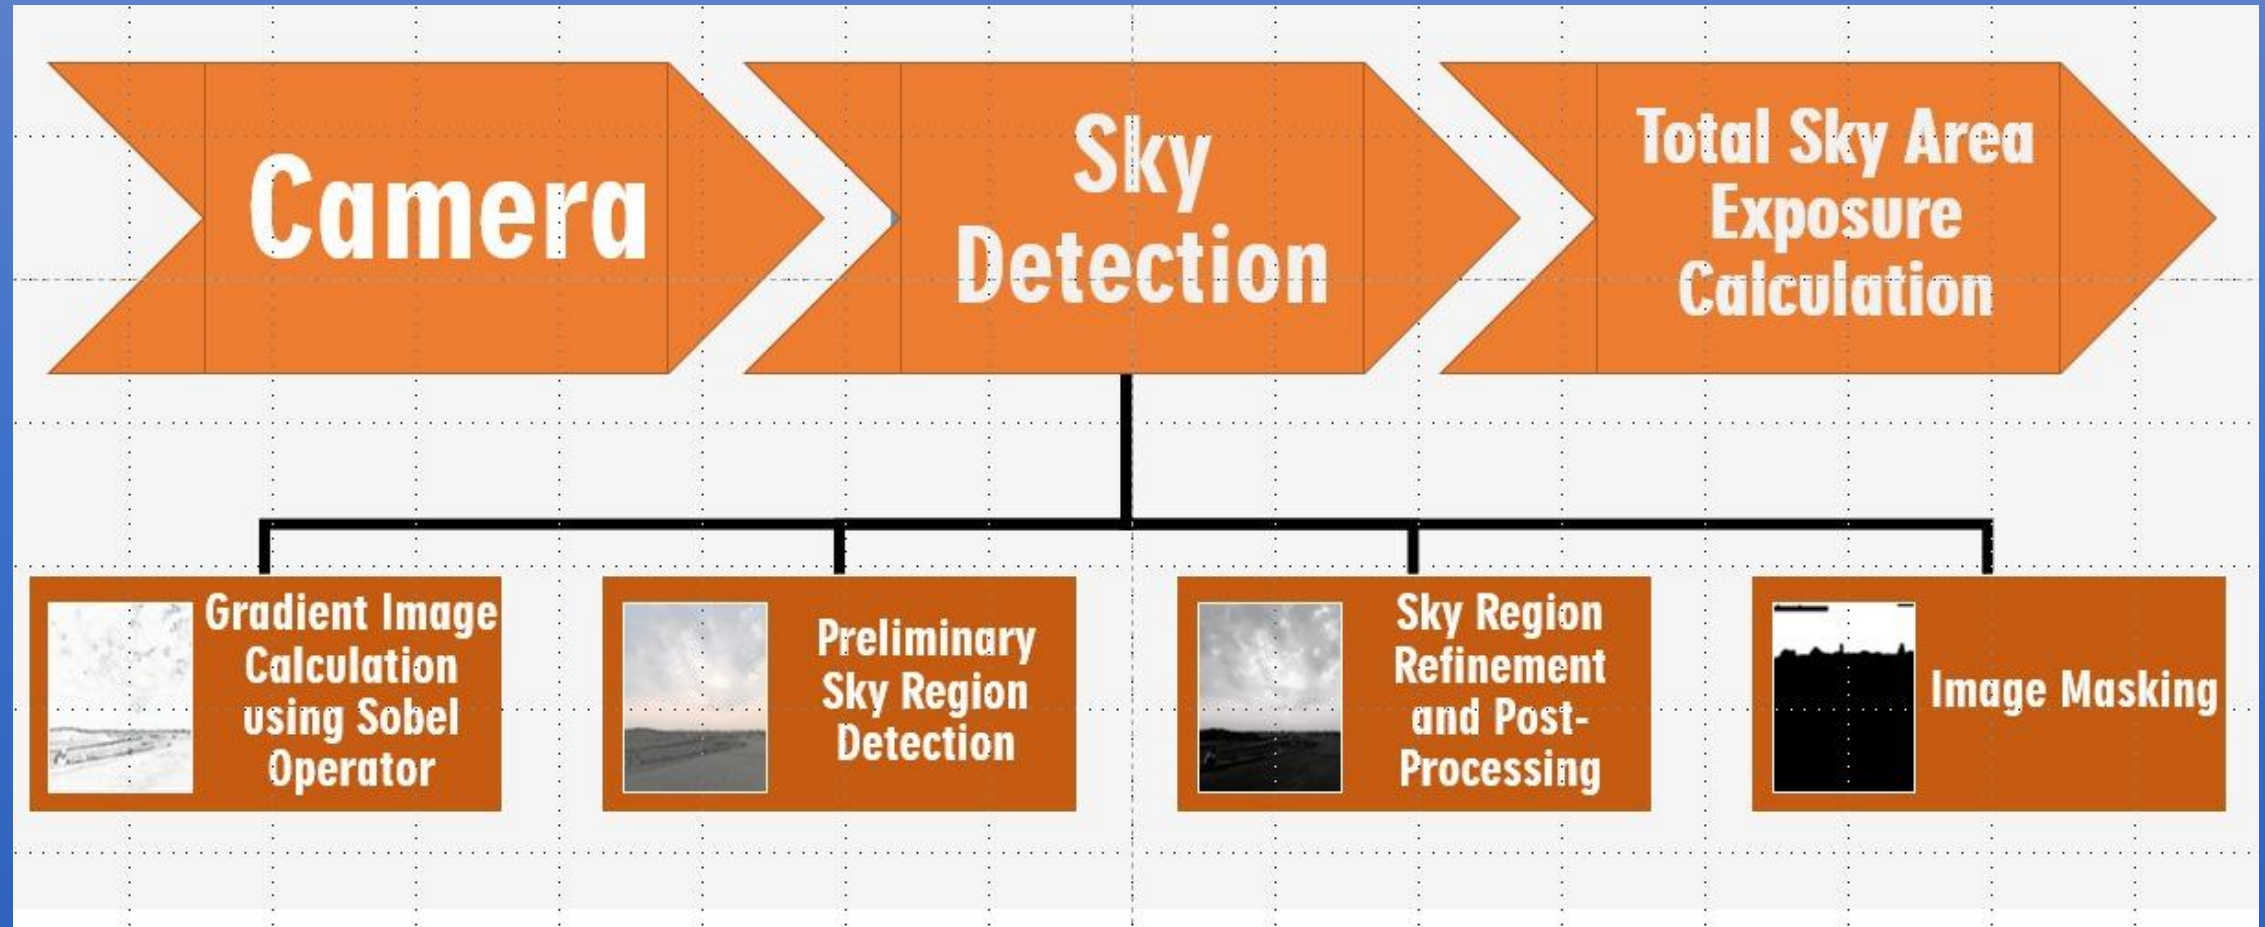 Camera
Sky
Detection
Total Sky Area
Exposure
Calculation
Gradient Image
Calculation
using Sobel
Operator
Preliminary
Sky Region
Detection
Sky Region
Refinement
and Post-
Processing
Image Masking